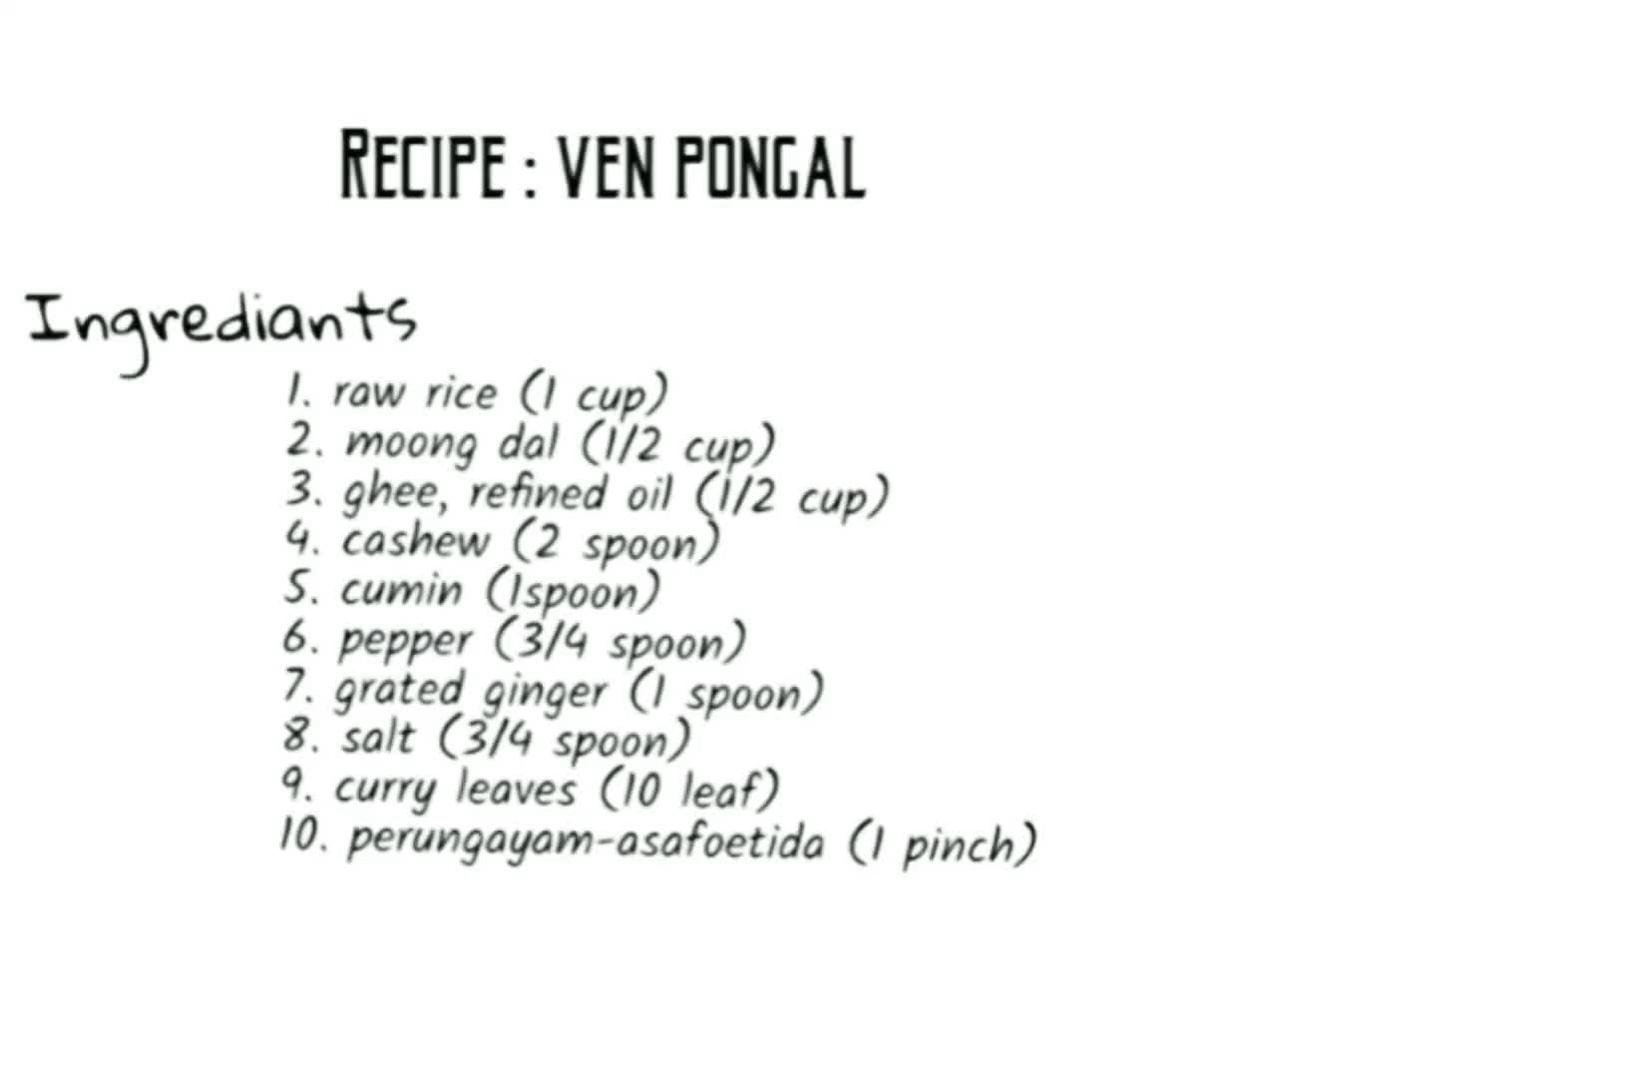 RECIPE : VEN PONGAL
Ingrediants
1. raw rice (1 cup)
2. moong dal (1/2 cup)
3. ghee, refined oil (1/2 cup)
4. cashew (2 spoon)
5. cumin (1spoon)
6. pepper (3/4 spoon)
7. grated ginger (1 spoon)
8. salt (3/4 spoon)
9. curry leaves (10 leaf)
10. perungayam-asafoetida (1 pinch)